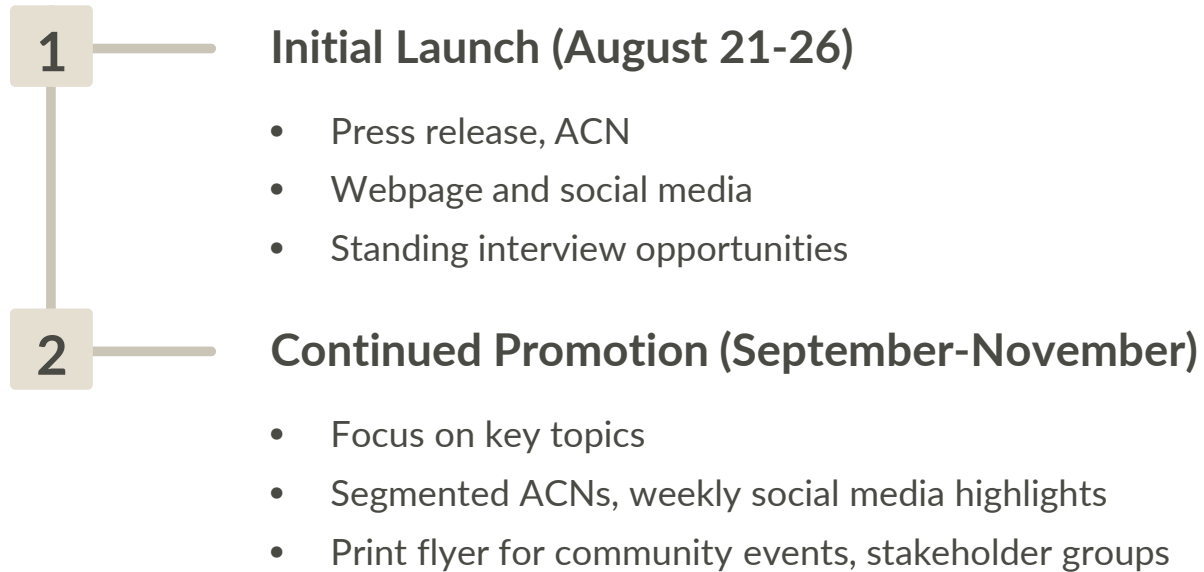 1
Initial Launch (August 21-26)
• Press release, ACN
• Webpage and social media
• Standing interview opportunities
2
Continued Promotion (September-November)
• Focus on key topics
• Segmented ACNs, weekly social media highlights
• Print flyer for community events, stakeholder groups